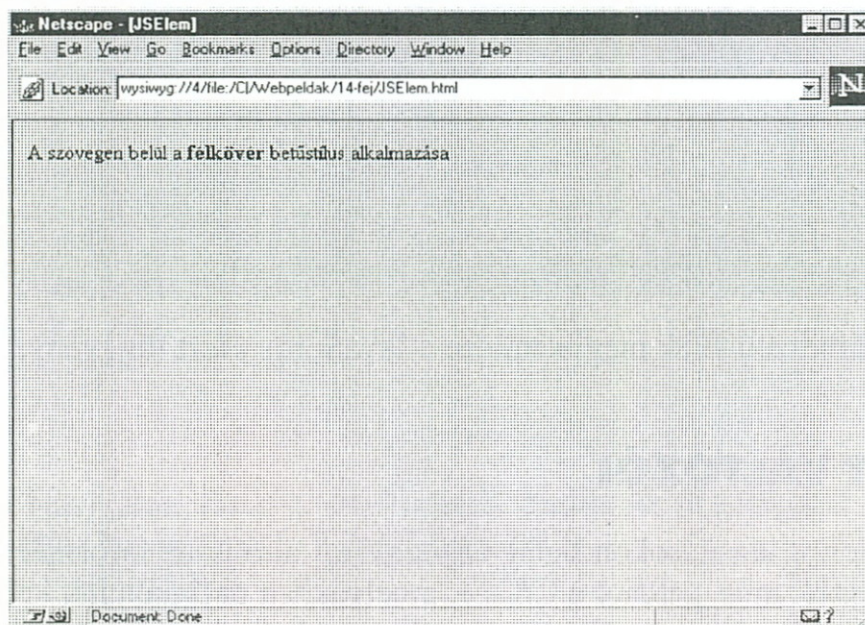 Netscape - [JSElem]
File Edit View Go Bookmarks Options Directory Window Help
Location: wysiwyg://4/file:/C|/Webpeldak/14-fej/JSElem.html
N
A szövegen belül a félkövér betűstílus alkalmazása
Document: Done
?